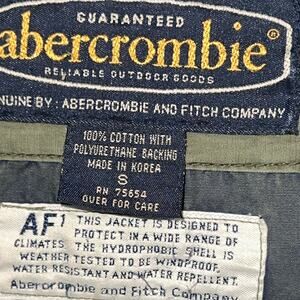 GUARANTEED
abercrombie®
RELIABLE OUTDOOR GOODS
NUINE BY: ABERCROMBIE AND FITCH COMPANY
100% COTTON WITH
POLYURETHANE BACKING
MADE IN KOREA
S
RN 75654
OVER FOR CARE
AF¹ THIS JACKET IS DESIGNED TO
PROTECT IN A WIDE RANGE OF
CLIMATES THE HYDROPHOBIC SHELL IS
WEATHER TESTED TO BE WINDPROOF,
WATER RESISTANT AND WATER REPELLENT.
Abercrombie and Fitch Company